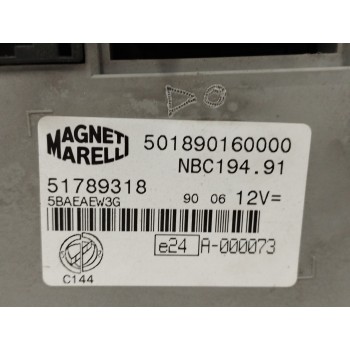 MAGNETI MARELLI 501890160000
NBC194.91
51789318
5BAEAEW3G 90 06 12V=
e24 A-000073
C144